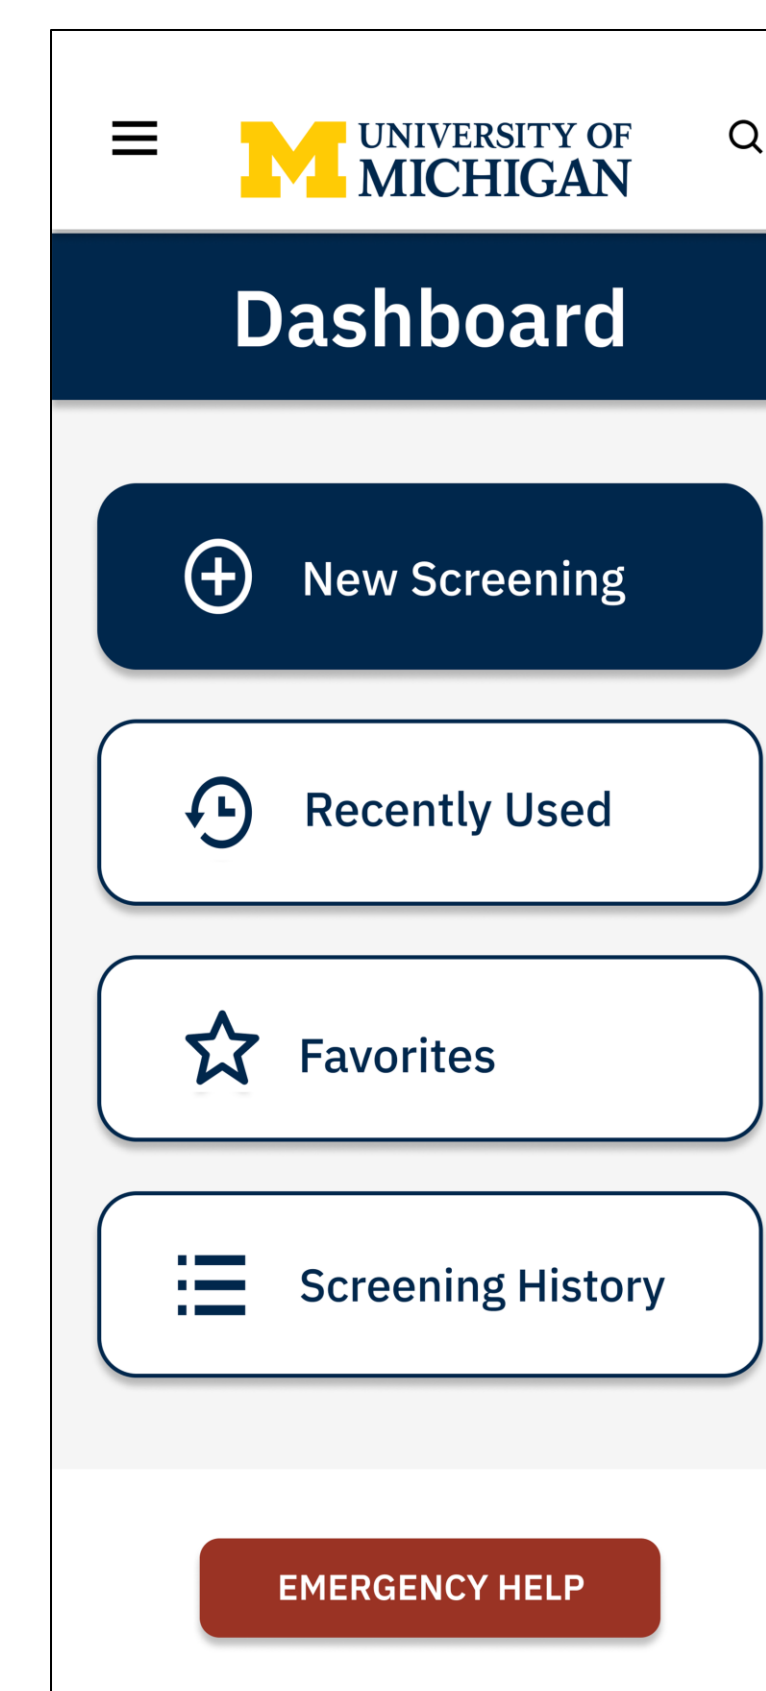 M UNIVERSITY OF
MICHIGAN
Dashboard
New Screening
Recently Used
Favorites
Screening History
EMERGENCY HELP